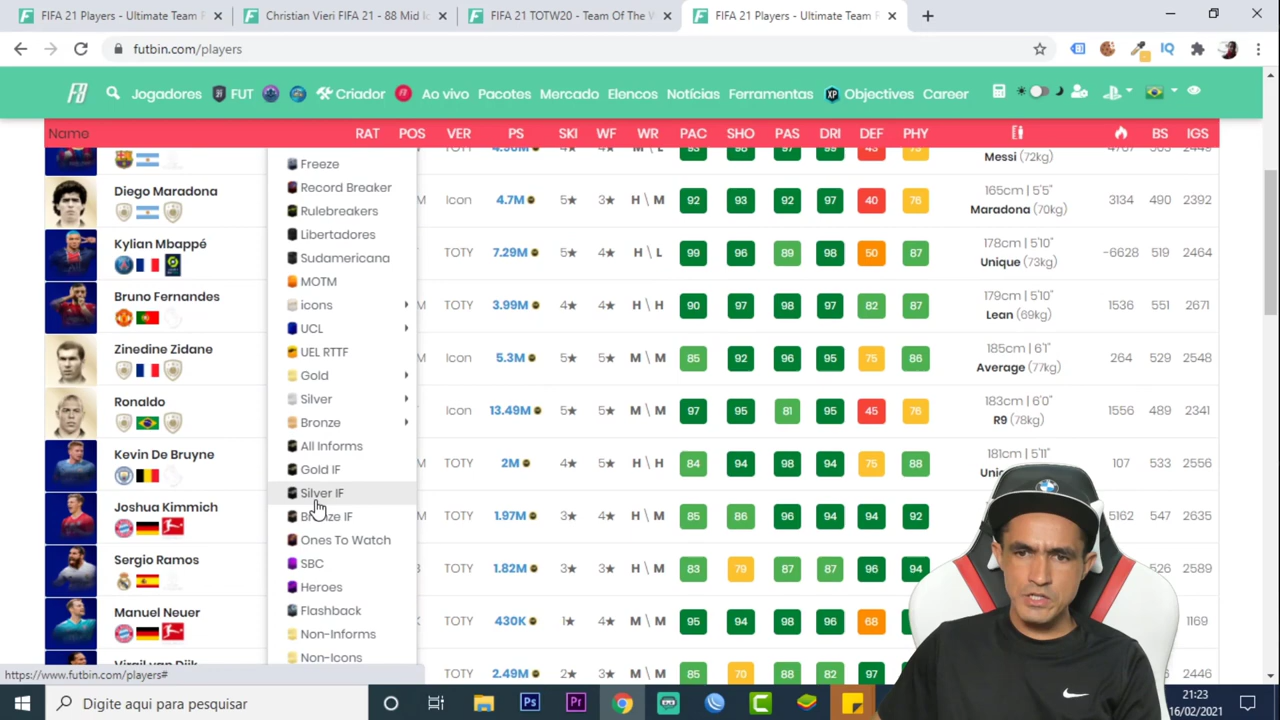 FIFA 21 Players - Ultimate Team F
Christian Vieri FIFA 21 - 88 Mid I
FIFA 21 TOTW20 - Team Of The W
FIFA 21 Players - Ultimate Team F
futbin.com/players
Jogadores FUT Criador Ao vivo Pacotes Mercado Elencos Notícias Ferramentas XP Objectives Career
Name RAT POS VER PS SKI WF WR PAC SHO PAS DRI DEF PHY BS IGS
Messi (72kg)
Diego Maradona M Icon 4.7M 5★ 3★ H \ M 92 93 92 97 40 76 165cm | 5'5" 3134 490 2392
Maradona (70kg)
Kylian Mbappé TOTY 7.29M 5★ 4★ H \ L 99 96 89 98 50 87 178cm | 5'10" -6628 519 2464
Unique (73kg)
Bruno Fernandes M TOTY 3.99M 4★ 4★ H \ H 90 97 98 97 82 87 179cm | 5'10" 1536 551 2671
Lean (69kg)
Zinedine Zidane M Icon 5.3M 5★ 5★ M \ M 85 92 96 95 75 86 185cm | 6'1" 264 529 2548
Average (77kg)
Ronaldo Icon 13.49M 5★ 5★ M \ M 97 95 81 95 45 76 183cm | 6'0" 1556 489 2341
R9 (78kg)
Kevin De Bruyne M TOTY 2M 4★ 5★ H \ H 84 94 98 94 75 88 181cm | 5'11" 107 533 2556
Joshua Kimmich M TOTY 1.97M 3★ 4★ H \ M 85 86 96 94 94 92 5162 547 2635
Sergio Ramos B TOTY 1.82M 3★ 3★ H \ M 83 79 87 87 96 94 526 2589
Manuel Neuer K TOTY 430K 1★ 4★ M \ M 95 94 98 96 68 1169
TOTY 2.49M 2★ 3★ M \ M 85 70 88 82 97 2446
Freeze
Record Breaker
Rulebreakers
Libertadores
Sudamericana
MOTM
icons
UCL
UEL RTTF
Gold
Silver
Bronze
All Informs
Gold IF
Silver IF
Bronze IF
Ones To Watch
SBC
Heroes
Flashback
Non-Informs
Non-Icons
https://www.futbin.com/players#
Digite aqui para pesquisar
21:23
16/02/2021